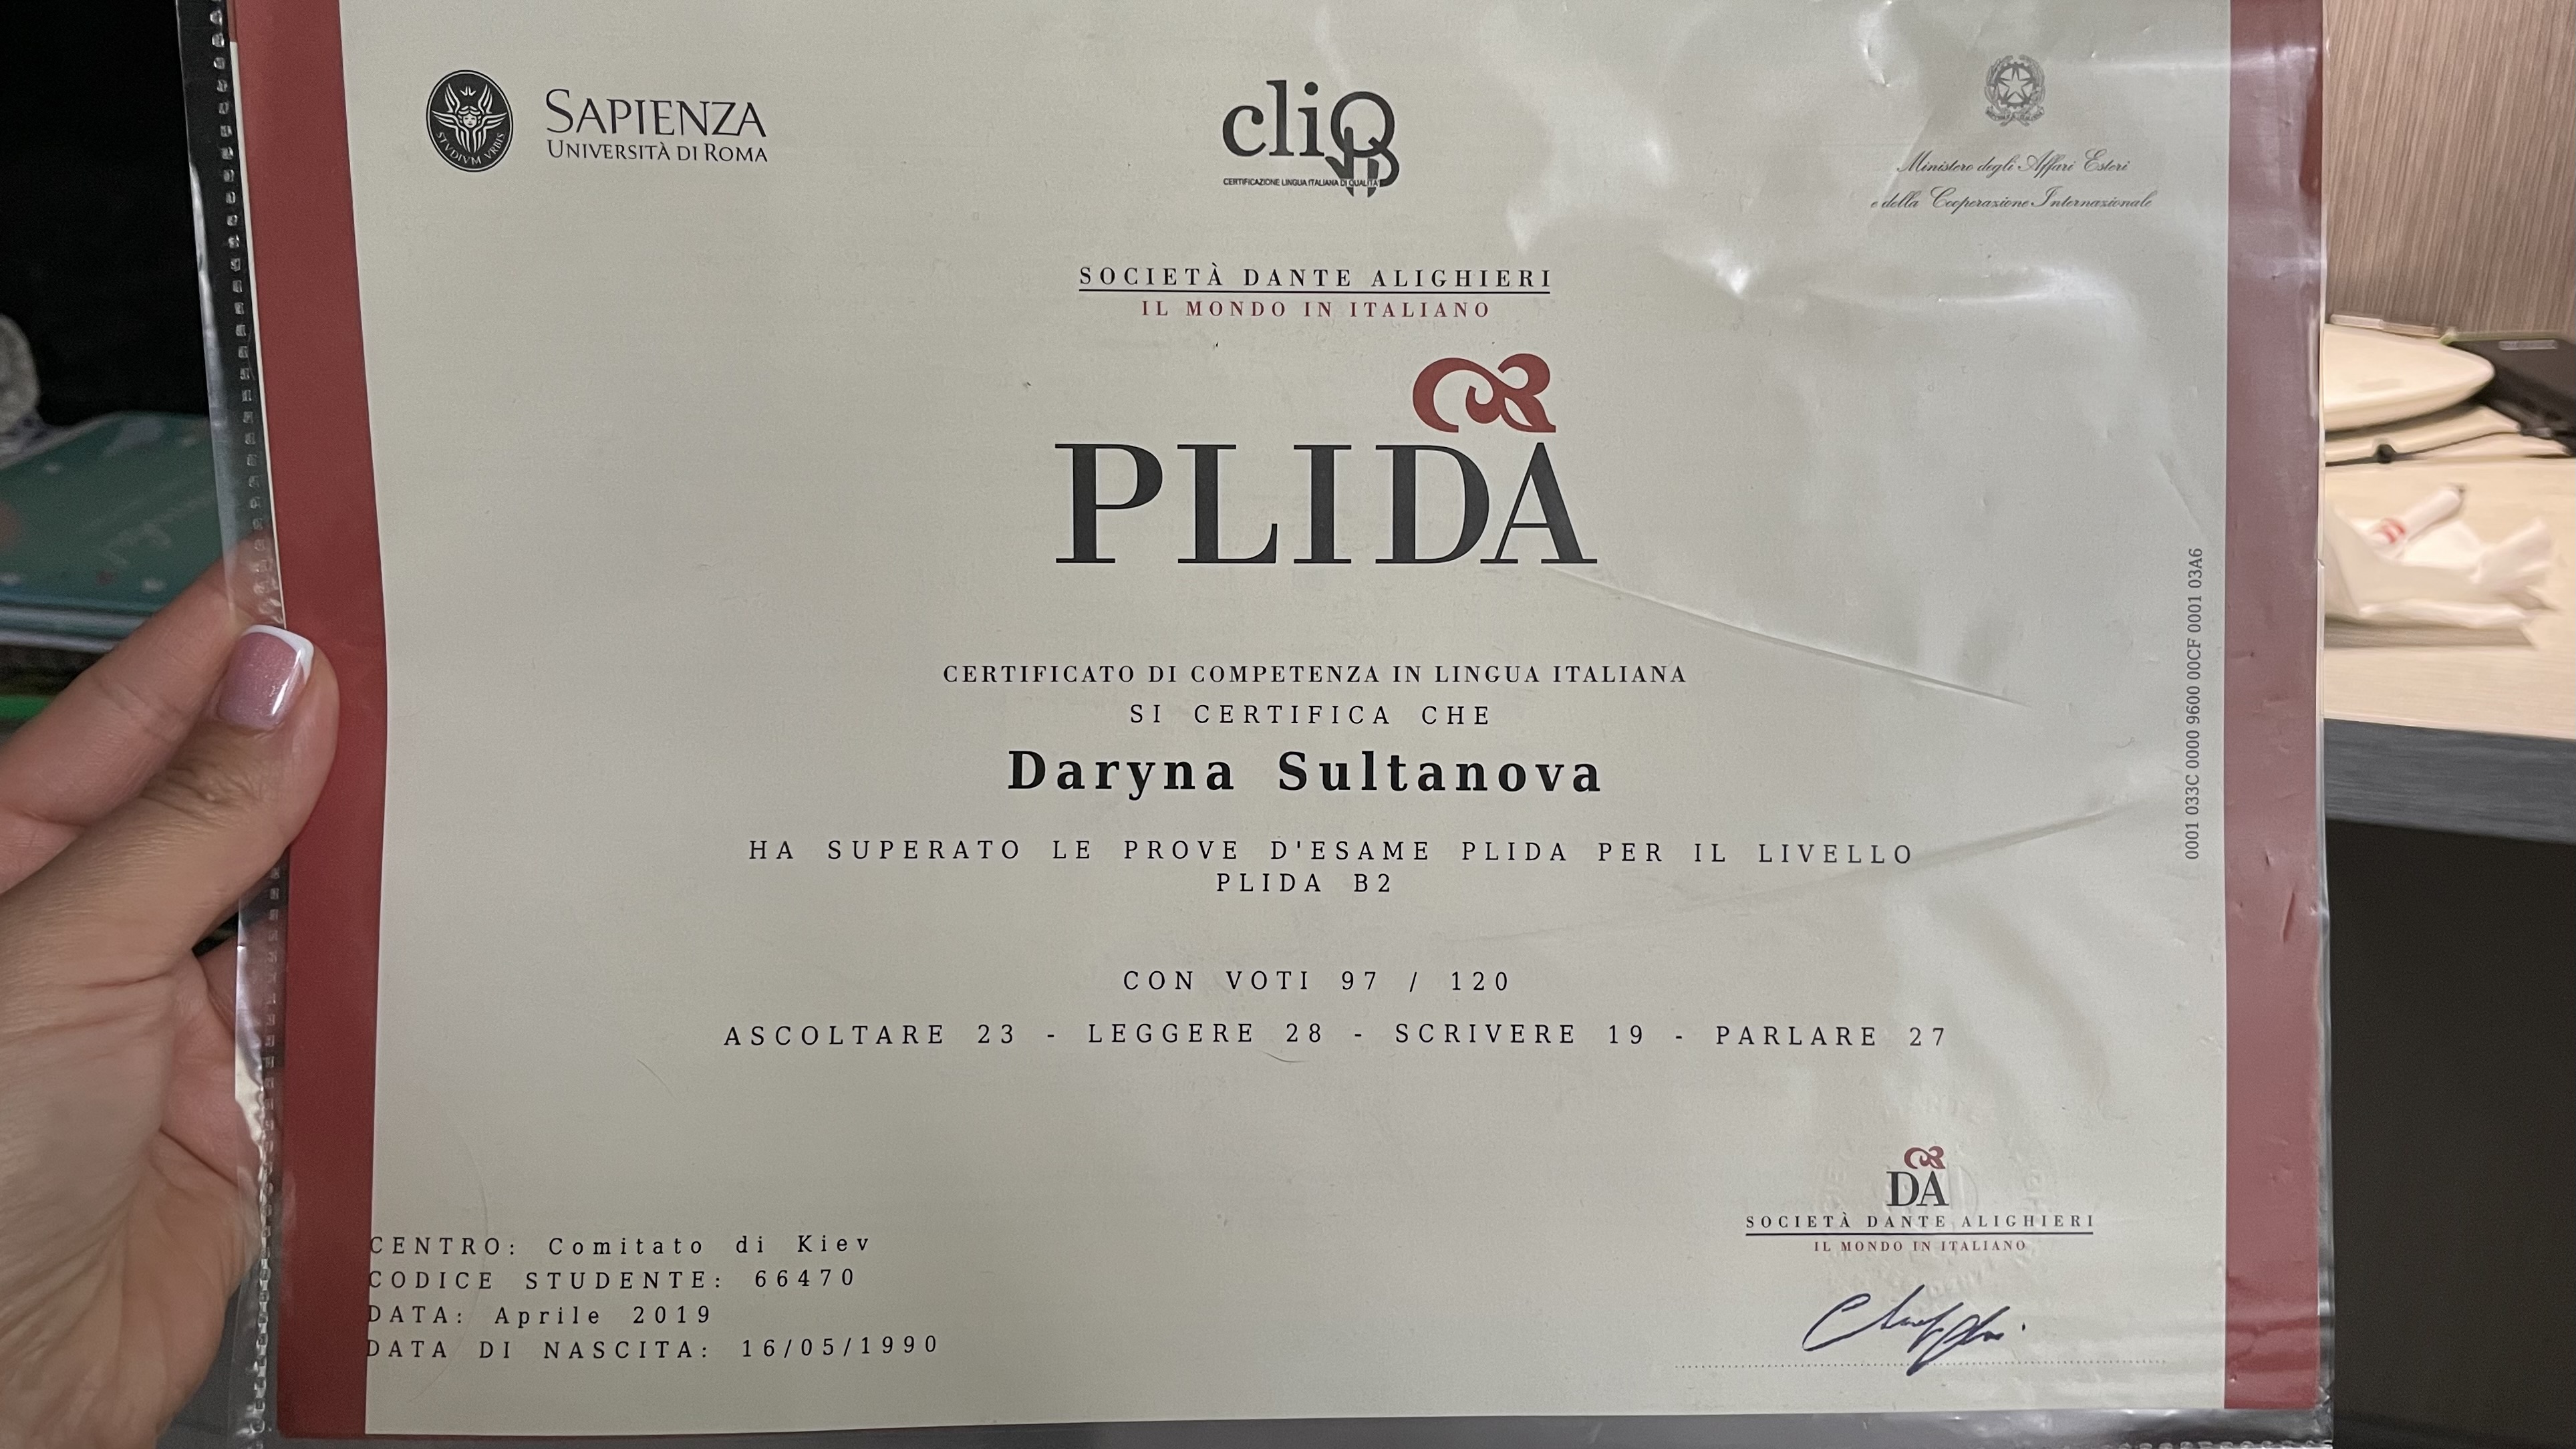 SAPIENZA
UNIVERSITÀ DI ROMA
STVDIVM VRBIS
cliQ
CERTIFICAZIONE LINGUA ITALIANA DI QUALITÀ
Ministero degli Affari Esteri
e della Cooperazione Internazionale
SOCIETÀ DANTE ALIGHIERI
IL MONDO IN ITALIANO
PLIDA
CERTIFICATO DI COMPETENZA IN LINGUA ITALIANA
SI CERTIFICA CHE
Daryna Sultanova
HA SUPERATO LE PROVE D'ESAME PLIDA PER IL LIVELLO
PLIDA B2
CON VOTI 97 / 120
ASCOLTARE 23 - LEGGERE 28 - SCRIVERE 19 - PARLARE 27
0001 033C 0000 9600 00CF 0001 03A6
CENTRO: Comitato di Kiev
CODICE STUDENTE: 66470
DATA: Aprile 2019
DATA DI NASCITA: 16/05/1990
DA
SOCIETÀ DANTE ALIGHIERI
IL MONDO IN ITALIANO